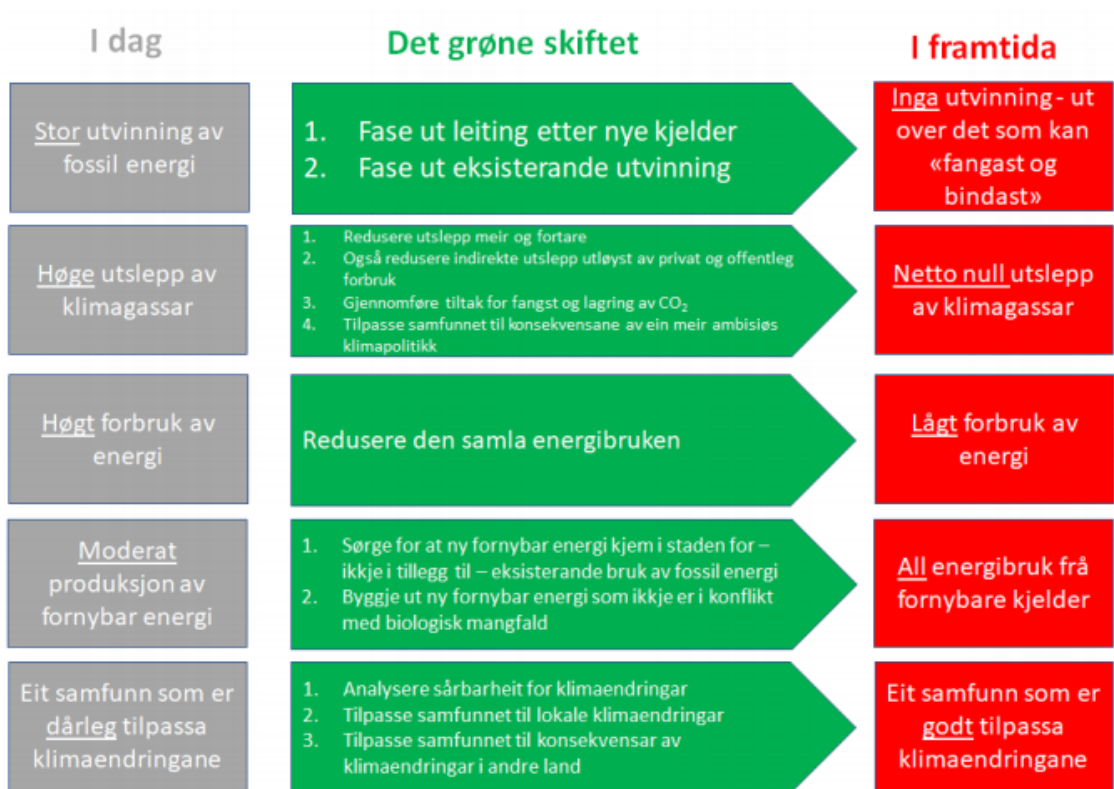 I dag
Det grøne skiftet
I framtida
Stor utvinning av
fossil energi
1. Fase ut leiting etter nye kjelder
2. Fase ut eksisterande utvinning
Inga utvinning - ut
over det som kan
«fangast og
bindast»
Høge utslepp av
klimagassar
1. Redusere utslepp meir og fortare
2. Også redusere indirekte utslepp utløyst av privat og offentleg
forbruk
3. Gjennomføre tiltak for fangst og lagring av CO₂
4. Tilpasse samfunnet til konsekvensane av ein meir ambisiøs
klimapolitikk
Netto null utslepp
av klimagassar
Høgt forbruk av
energi
Redusere den samla energibruken
Lågt forbruk av
energi
Moderat
produksjon av
fornybar energi
1. Sørge for at ny fornybar energi kjem i staden for –
ikkje i tillegg til – eksisterande bruk av fossil energi
2. Byggje ut ny fornybar energi som ikkje er i konflikt
med biologisk mangfald
All energibruk frå
fornybare kjelder
Eit samfunn som er
dårleg tilpassa
klimaendringane
1. Analysere sårbarheit for klimaendringar
2. Tilpasse samfunnet til lokale klimaendringar
3. Tilpasse samfunnet til konsekvensar av
klimaendringar i andre land
Eit samfunn som er
godt tilpassa
klimaendringane